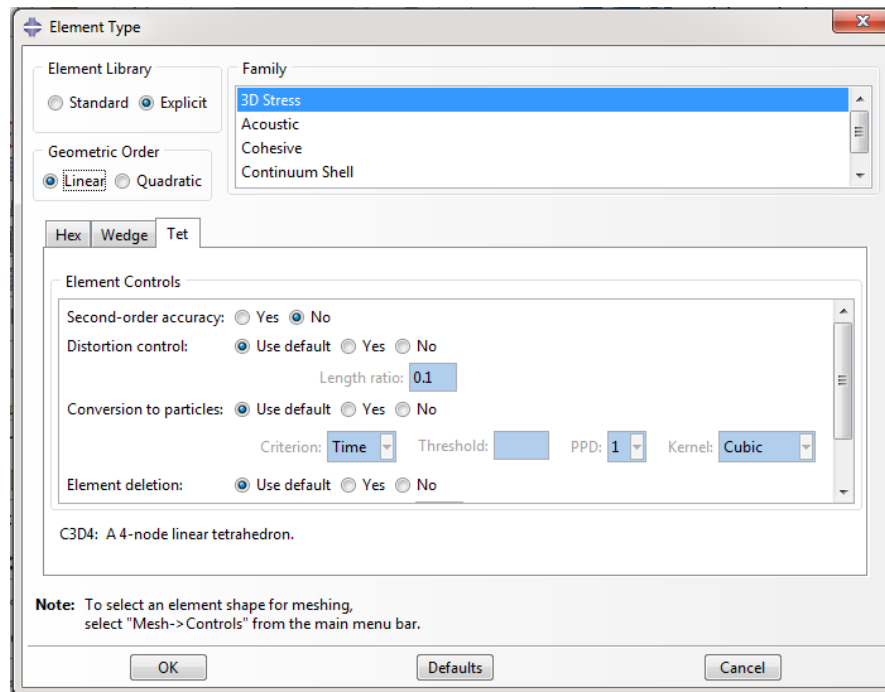 Element Type
Element Library
Standard Explicit
Family
3D Stress
Acoustic
Cohesive
Continuum Shell
Geometric Order
Linear Quadratic
Hex Wedge Tet
Element Controls
Second-order accuracy: Yes No
Distortion control: Use default Yes No
Length ratio: 0.1
Conversion to particles: Use default Yes No
Criterion: Time Threshold: PPD: 1 Kernel: Cubic
Element deletion: Use default Yes No
C3D4: A 4-node linear tetrahedron.
Note: To select an element shape for meshing,
select "Mesh->Controls" from the main menu bar.
OK Defaults Cancel